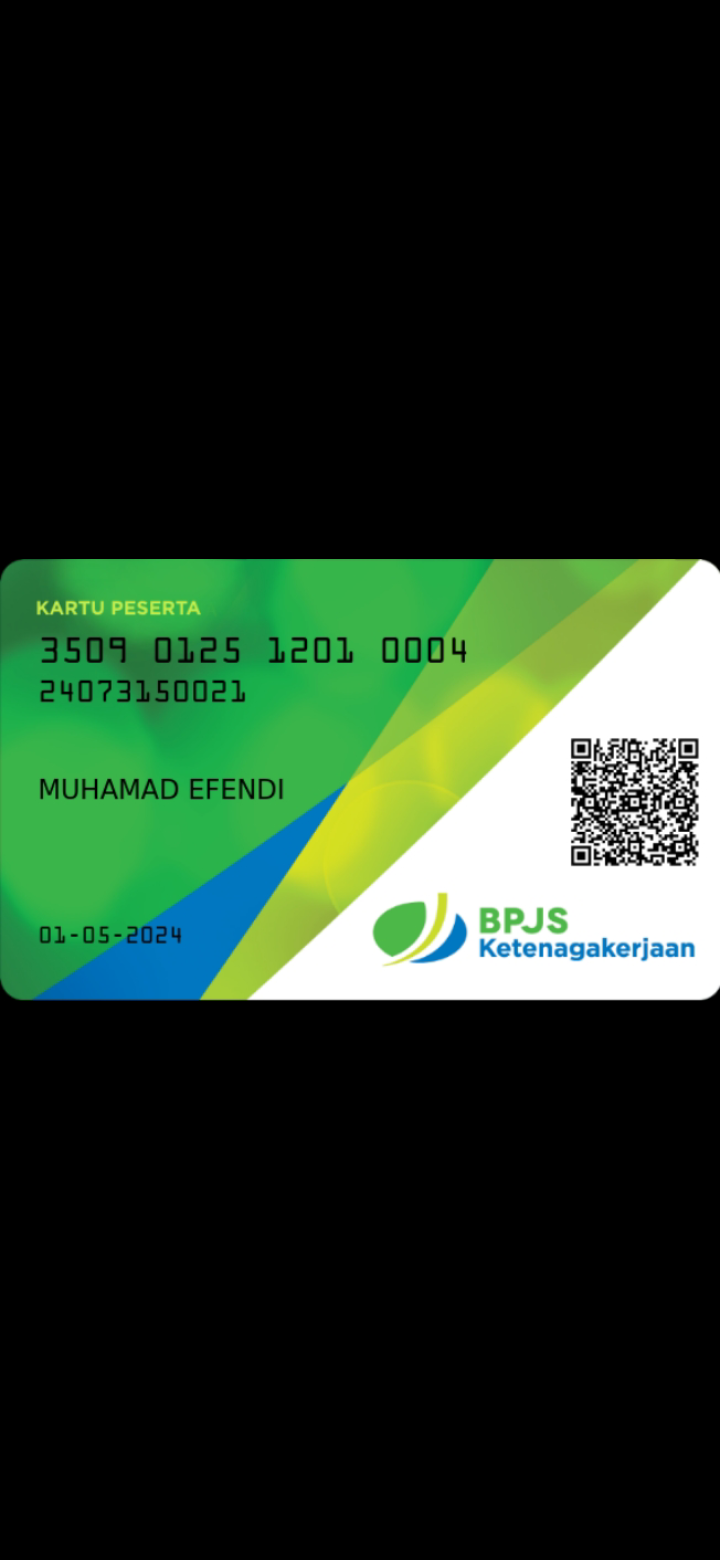 KARTU PESERTA
3509 0125 1201 0004
24073150021
MUHAMAD EFENDI
01-05-2024
BPJS
Ketenagakerjaan